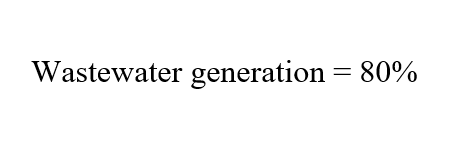 Wastewater generation = 80%